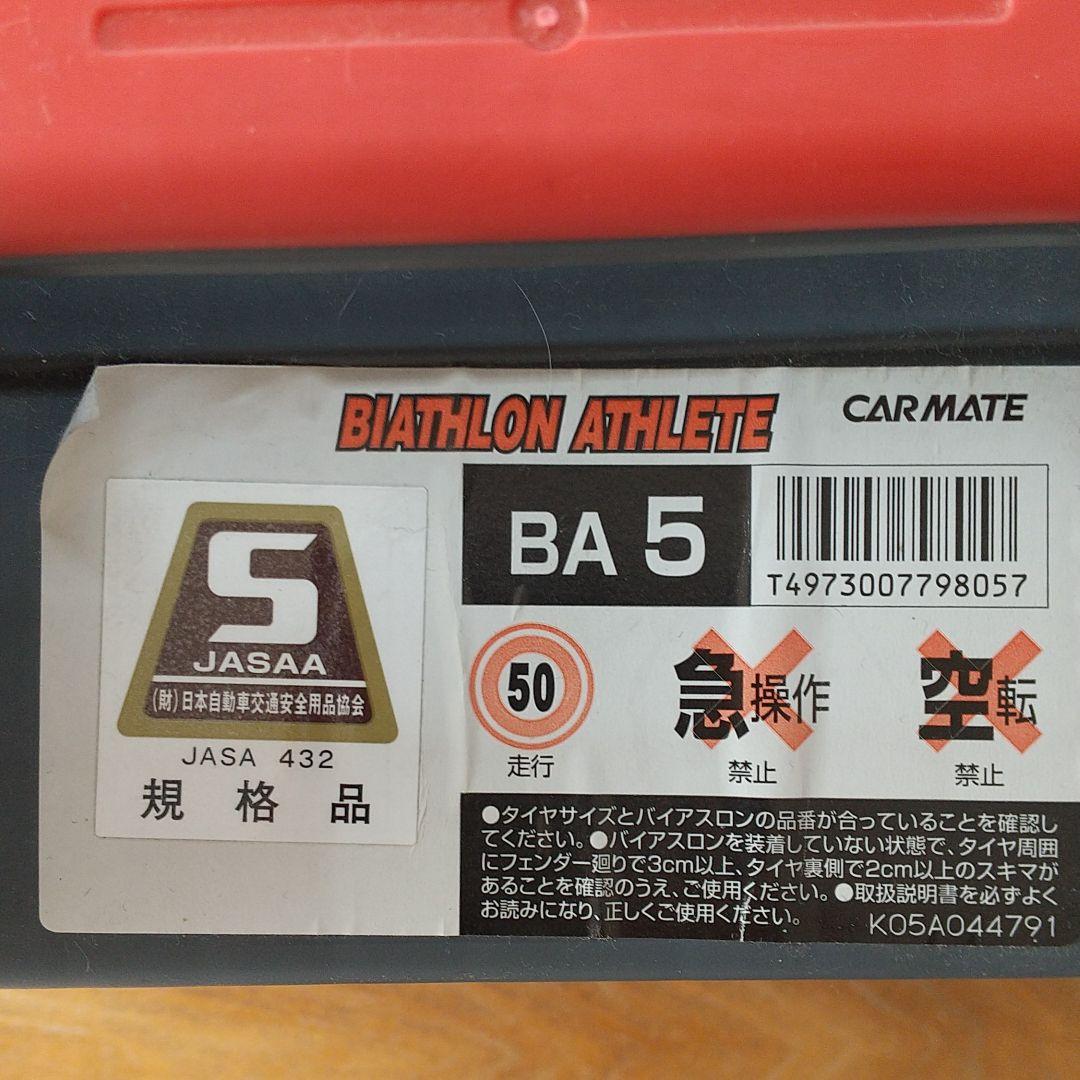 BIATHLON ATHLETE
CARMATE
BA 5
T4973007798057
S
JASAA
(財)日本自動車交通安全用品協会
JASA 432
規格品
50
走行
急操作
禁止
空転
禁止
●タイヤサイズとバイアスロンの品番が合っていることを確認し
てください。●バイアスロンを装着していない状態で、タイヤ周囲
にフェンダー廻りで3cm以上、タイヤ裏側で2cm以上のスキマが
あることを確認のうえ、ご使用ください。●取扱説明書を必ずよく
お読みになり、正しくご使用ください。
K05A044791